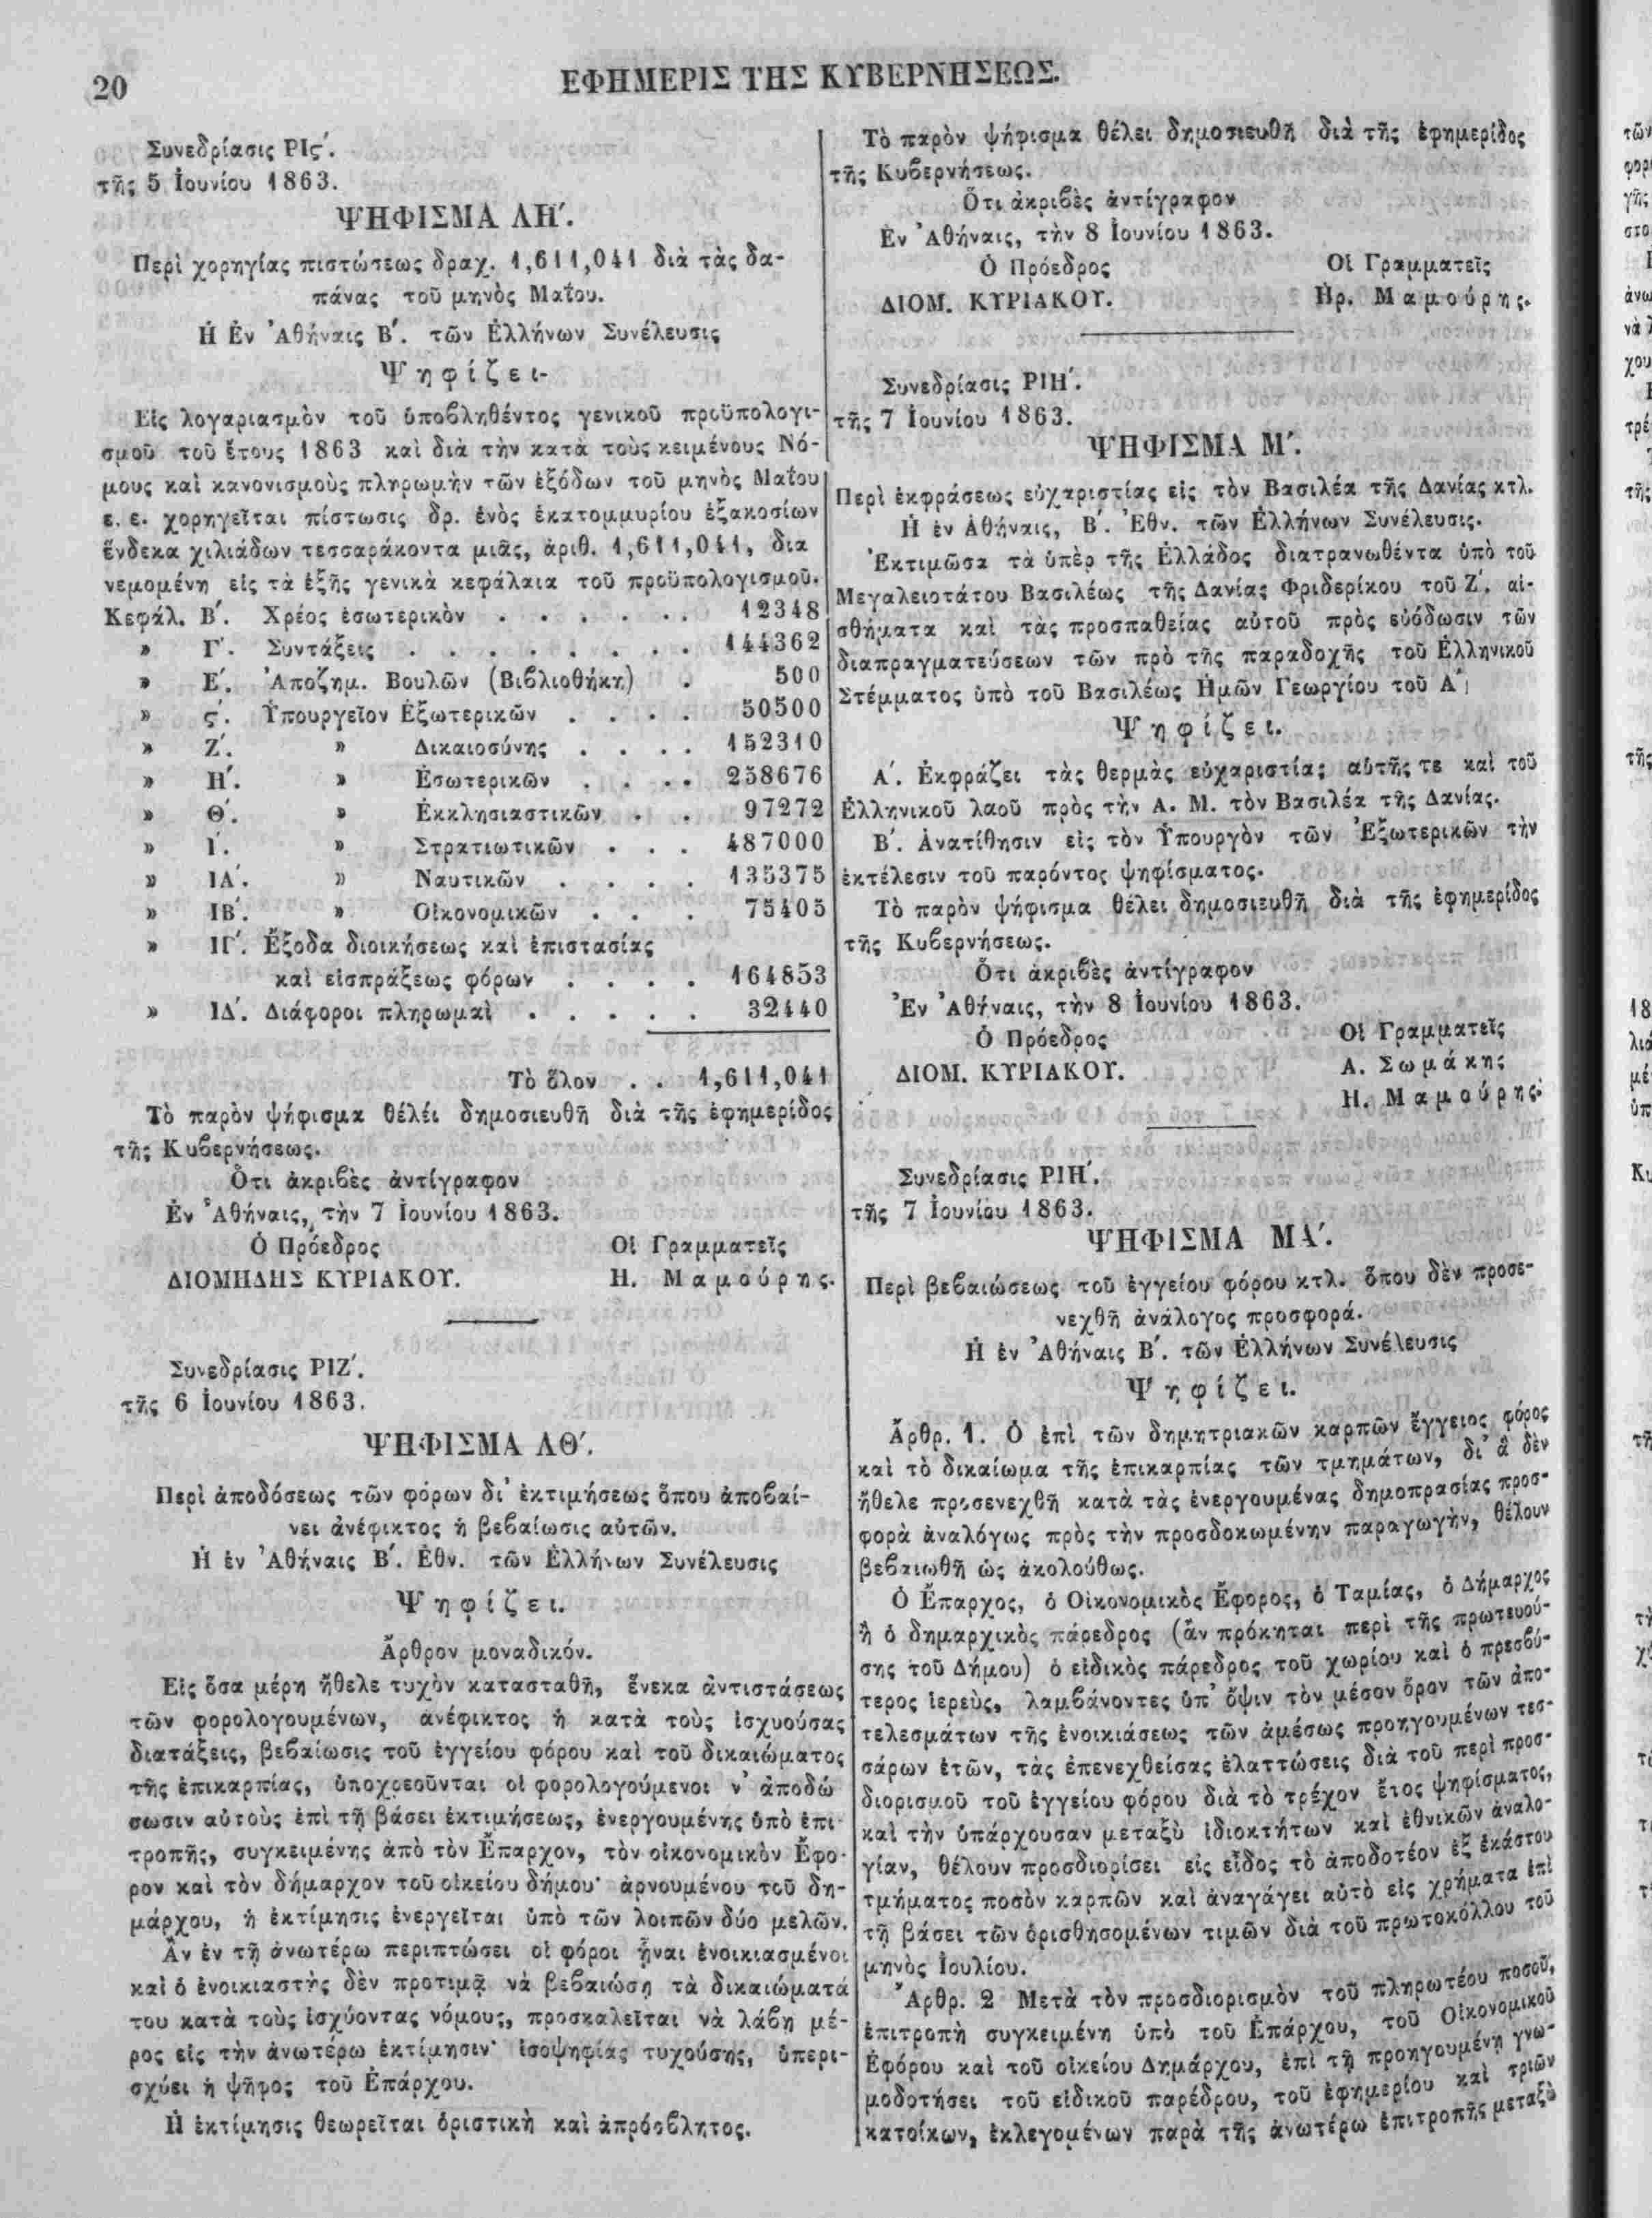 20
ΕΦΗΜΕΡΙΣ ΤΗΣ ΚΥΒΕΡΝΗΣΕΩΣ.
Συνεδρίασις ΡΙϚ΄.
τῆς 5 Ἰουνίου 1863.
ΨΗΦΙΣΜΑ ΛΗ΄.
Περὶ χορηγίας πιστώσεως δραχ. 1,611,041 διὰ τὰς δα-
πάνας τοῦ μηνὸς Μαΐου.
Ἡ Ἐν Ἀθήναις Β΄. τῶν Ἑλλήνων Συνέλευσις
Ψηφίζει-
Εἰς λογαριασμὸν τοῦ ὑποβληθέντος γενικοῦ προϋπολογι-
σμοῦ τοῦ ἔτους 1863 καὶ διὰ τὴν κατὰ τοὺς κειμένους Νό-
μους καὶ κανονισμοὺς πληρωμὴν τῶν ἐξόδων τοῦ μηνὸς Μαΐου
ε. ε. χορηγεῖται πίστωσις δρ. ἑνὸς ἑκατομμυρίου ἑξακοσίων
ἕνδεκα χιλιάδων τεσσαράκοντα μιᾶς, ἀριθ. 1,611,041, δια
νεμομένη εἰς τὰ ἑξῆς γενικὰ κεφάλαια τοῦ προϋπολογισμοῦ.
Κεφάλ. Β΄. Χρέος ἐσωτερικὸν . . . . . . 12348
» Γ΄. Συντάξεις . . . . . . . . 144362
» Ε΄. Ἀποζημ. Βουλῶν (Βιβλιοθήκη) . 500
» ς΄. Ὑπουργεῖον Ἐξωτερικῶν . . . . 50500
» Ζ΄. » Δικαιοσύνης . . . . 152310
» Η΄. » Ἐσωτερικῶν . . . . 258676
» Θ΄. » Ἐκκλησιαστικῶν . . 97272
» Ι΄. » Στρατιωτικῶν . . . 487000
» ΙΑ΄. » Ναυτικῶν . . . . 135375
» ΙΒ΄. » Οἰκονομικῶν . . . 75405
» ΙΓ΄. Ἔξοδα διοικήσεως καὶ ἐπιστασίας
καὶ εἰσπράξεως φόρων . . . . 164853
» ΙΔ΄. Διάφοροι πληρωμαὶ . . . . . 32440
Τὸ ὅλον . . 1,611,041
Τὸ παρὸν ψήφισμα θέλει δημοσιευθῆ διὰ τῆς ἐφημερίδος
τῆς Κυβερνήσεως.
Ὅτι ἀκριβὲς ἀντίγραφον
Ἐν Ἀθήναις, τὴν 7 Ἰουνίου 1863.
Ὁ Πρόεδρος Οἱ Γραμματεῖς
ΔΙΟΜΗΔΗΣ ΚΥΡΙΑΚΟΥ. Η. Μαμούρης.
Συνεδρίασις ΡΙΖ΄.
τῆς 6 Ἰουνίου 1863.
ΨΗΦΙΣΜΑ ΛΘ΄.
Περὶ ἀποδόσεως τῶν φόρων δι' ἐκτιμήσεως ὅπου ἀποβαί-
νει ἀνέφικτος ἡ βεβαίωσις αὐτῶν.
Ἡ ἐν Ἀθήναις Β΄. Ἐθν. τῶν Ἑλλήνων Συνέλευσις
Ψηφίζει.
Ἄρθρον μοναδικόν.
Εἰς ὅσα μέρη ἤθελε τυχὸν κατασταθῆ, ἕνεκα ἀντιστάσεως
τῶν φορολογουμένων, ἀνέφικτος ἡ κατὰ τοὺς ἰσχυούσας
διατάξεις, βεβαίωσις τοῦ ἐγγείου φόρου καὶ τοῦ δικαιώματος
τῆς ἐπικαρπίας, ὑποχρεοῦνται οἱ φορολογούμενοι ν' ἀποδώ
σωσιν αὐτοὺς ἐπὶ τῇ βάσει ἐκτιμήσεως, ἐνεργουμένης ὑπὸ ἐπι-
τροπῆς, συγκειμένης ἀπὸ τὸν Ἔπαρχον, τὸν οἰκονομικὸν Ἔφο-
ρον καὶ τὸν δήμαρχον τοῦ οἰκείου δήμου· ἀρνουμένου τοῦ δη-
μάρχου, ἡ ἐκτίμησις ἐνεργεῖται ὑπὸ τῶν λοιπῶν δύο μελῶν.
Ἂν ἐν τῇ ἀνωτέρω περιπτώσει οἱ φόροι ᾖναι ἐνοικιασμένοι
καὶ ὁ ἐνοικιαστὴς δὲν προτιμᾷ νὰ βεβαιώσῃ τὰ δικαιώματά
του κατὰ τοὺς ἰσχύοντας νόμους, προσκαλεῖται νὰ λάβῃ μέ-
ρος εἰς τὴν ἀνωτέρω ἐκτίμησιν· ἰσοψηφίας τυχούσης, ὑπερι-
σχύει ἡ ψῆφος τοῦ Ἐπάρχου.
Ἡ ἐκτίμησις θεωρεῖται ὁριστικὴ καὶ ἀπρόσβλητος.
Τὸ παρὸν ψήφισμα θέλει δημοσιευθῆ διὰ τῆς ἐφημερίδος
τῆς Κυβερνήσεως.
Ὅτι ἀκριβὲς ἀντίγραφον
Ἐν Ἀθήναις, τὴν 8 Ἰουνίου 1863.
Ὁ Πρόεδρος Οἱ Γραμματεῖς
ΔΙΟΜ. ΚΥΡΙΑΚΟΥ. Ἡρ. Μαμούρης.
Συνεδρίασις ΡΙΗ΄.
τῆς 7 Ἰουνίου 1863.
ΨΗΦΙΣΜΑ Μ΄.
Περὶ ἐκφράσεως εὐχαριστίας εἰς τὸν Βασιλέα τῆς Δανίας κτλ.
Ἡ ἐν Ἀθήναις, Β΄. Ἐθν. τῶν Ἑλλήνων Συνέλευσις.
Ἐκτιμῶσα τὰ ὑπὲρ τῆς Ἑλλάδος διατρανωθέντα ὑπὸ τοῦ
Μεγαλειοτάτου Βασιλέως τῆς Δανίας Φριδερίκου τοῦ Ζ΄. αἰ-
σθήματα καὶ τὰς προσπαθείας αὐτοῦ πρὸς εὐόδωσιν τῶν
διαπραγματεύσεων τῶν πρὸ τῆς παραδοχῆς τοῦ Ἑλληνικοῦ
Στέμματος ὑπὸ τοῦ Βασιλέως Ἡμῶν Γεωργίου τοῦ Α΄;
Ψηφίζει.
Α΄. Ἐκφράζει τὰς θερμὰς εὐχαριστίας αὑτῆς τε καὶ τοῦ
Ἑλληνικοῦ λαοῦ πρὸς τὴν Α. Μ. τὸν Βασιλέα τῆς Δανίας.
Β΄. Ἀνατίθησιν εἰς τὸν Ὑπουργὸν τῶν Ἐξωτερικῶν τὴν
ἐκτέλεσιν τοῦ παρόντος ψηφίσματος.
Τὸ παρὸν ψήφισμα θέλει δημοσιευθῆ διὰ τῆς ἐφημερίδος
τῆς Κυβερνήσεως.
Ὅτι ἀκριβὲς ἀντίγραφον
Ἐν Ἀθήναις, τὴν 8 Ἰουνίου 1863.
Ὁ Πρόεδρος Οἱ Γραμματεῖς
ΔΙΟΜ. ΚΥΡΙΑΚΟΥ. Α. Σωμάκης
Η. Μαμούρης.
Συνεδρίασις ΡΙΗ΄.
τῆς 7 Ἰουνίου 1863.
ΨΗΦΙΣΜΑ ΜΑ΄.
Περὶ βεβαιώσεως τοῦ ἐγγείου φόρου κτλ. ὅπου δὲν προσε-
νεχθῆ ἀνάλογος προσφορά.
Ἡ ἐν Ἀθήναις Β΄. τῶν Ἑλλήνων Συνέλευσις
Ψηφίζει.
Ἄρθρ. 1. Ὁ ἐπὶ τῶν δημητριακῶν καρπῶν ἔγγειος φόρος
καὶ τὸ δικαίωμα τῆς ἐπικαρπίας τῶν τμημάτων, δι' ἃ δὲν
ἤθελε προσενεχθῆ κατὰ τὰς ἐνεργουμένας δημοπρασίας προσ-
φορὰ ἀναλόγως πρὸς τὴν προσδοκωμένην παραγωγὴν, θέλουν
βεβαιωθῆ ὡς ἀκολούθως.
Ὁ Ἔπαρχος, ὁ Οἰκονομικὸς Ἔφορος, ὁ Ταμίας, ὁ Δήμαρχος
ἢ ὁ δημαρχικὸς πάρεδρος (ἂν πρόκηται περὶ τῆς πρωτευού-
σης τοῦ Δήμου) ὁ εἰδικὸς πάρεδρος τοῦ χωρίου καὶ ὁ πρεσβύ-
τερος ἱερεὺς, λαμβάνοντες ὑπ' ὄψιν τὸν μέσον ὅρον τῶν ἀπο-
τελεσμάτων τῆς ἐνοικιάσεως τῶν ἀμέσως προηγουμένων τεσ-
σάρων ἐτῶν, τὰς ἐπενεχθείσας ἐλαττώσεις διὰ τοῦ περὶ προσ-
διορισμοῦ τοῦ ἐγγείου φόρου διὰ τὸ τρέχον ἔτος ψηφίσματος,
καὶ τὴν ὑπάρχουσαν μεταξὺ ἰδιοκτήτων καὶ ἐθνικῶν ἀναλο-
γίαν, θέλουν προσδιορίσει εἰς εἶδος τὸ ἀποδοτέον ἐξ ἑκάστου
τμήματος ποσὸν καρπῶν καὶ ἀναγάγει αὐτὸ εἰς χρήματα ἐπὶ
τῇ βάσει τῶν ὁρισθησομένων τιμῶν διὰ τοῦ πρωτοκόλλου τοῦ
μηνὸς Ἰουλίου.
Ἄρθρ. 2 Μετὰ τὸν προσδιορισμὸν τοῦ πληρωτέου ποσοῦ,
ἐπιτροπὴ συγκειμένη ὑπὸ τοῦ Ἐπάρχου, τοῦ Οἰκονομικοῦ
Ἐφόρου καὶ τοῦ οἰκείου Δημάρχου, ἐπὶ τῇ προηγουμένῃ γνω-
μοδοτήσει τοῦ εἰδικοῦ παρέδρου, τοῦ ἐφημερίου καὶ τριῶν
κατοίκων, ἐκλεγομένων παρὰ τῆς ἀνωτέρω ἐπιτροπῆς μεταξὺ